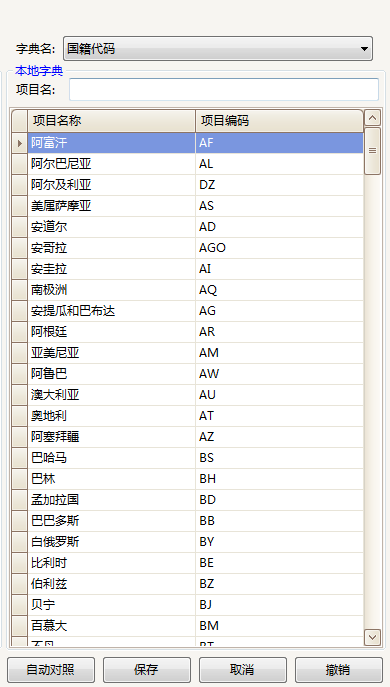 字典名: 国籍代码
本地字典
项目名:
项目名称 项目编码
阿富汗 AF
阿尔巴尼亚 AL
阿尔及利亚 DZ
美属萨摩亚 AS
安道尔 AD
安哥拉 AGO
安圭拉 AI
南极洲 AQ
安提瓜和巴布达 AG
阿根廷 AR
亚美尼亚 AM
阿鲁巴 AW
澳大利亚 AU
奥地利 AT
阿塞拜疆 AZ
巴哈马 BS
巴林 BH
孟加拉国 BD
巴巴多斯 BB
白俄罗斯 BY
比利时 BE
伯利兹 BZ
贝宁 BJ
百慕大 BM
不丹 BT
自动对照 保存 取消 撤销